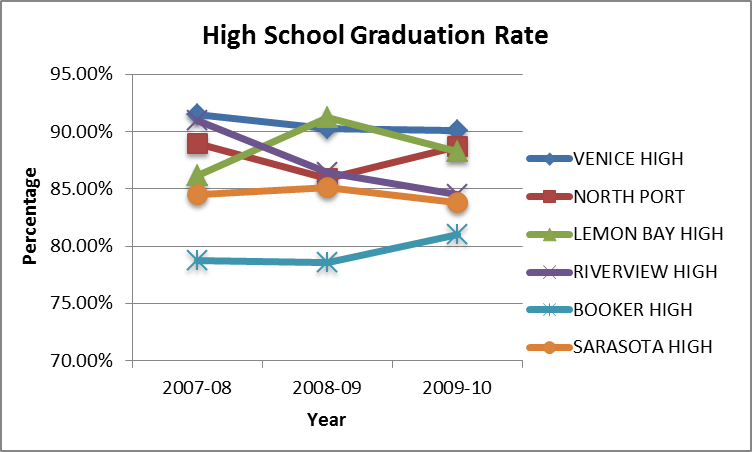 High School Graduation Rate
95.00%
90.00%
85.00%
80.00%
75.00%
70.00%
Percentage
2007-08 2008-09 2009-10
Year
VENICE HIGH
NORTH PORT
LEMON BAY HIGH
RIVERVIEW HIGH
BOOKER HIGH
SARASOTA HIGH